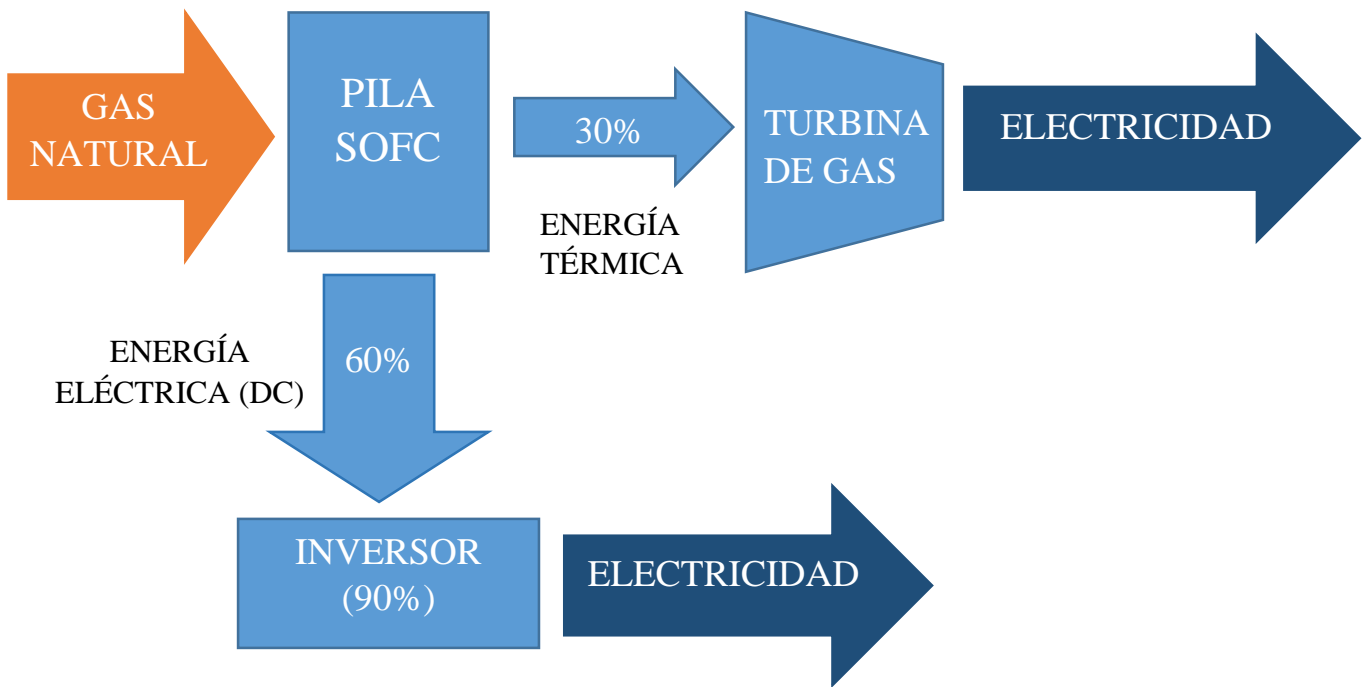 GAS
NATURAL
PILA
SOFC
30%
ENERGÍA
TÉRMICA
TURBINA
DE GAS
ELECTRICIDAD
ENERGÍA
ELÉCTRICA (DC)
60%
INVERSOR
(90%)
ELECTRICIDAD